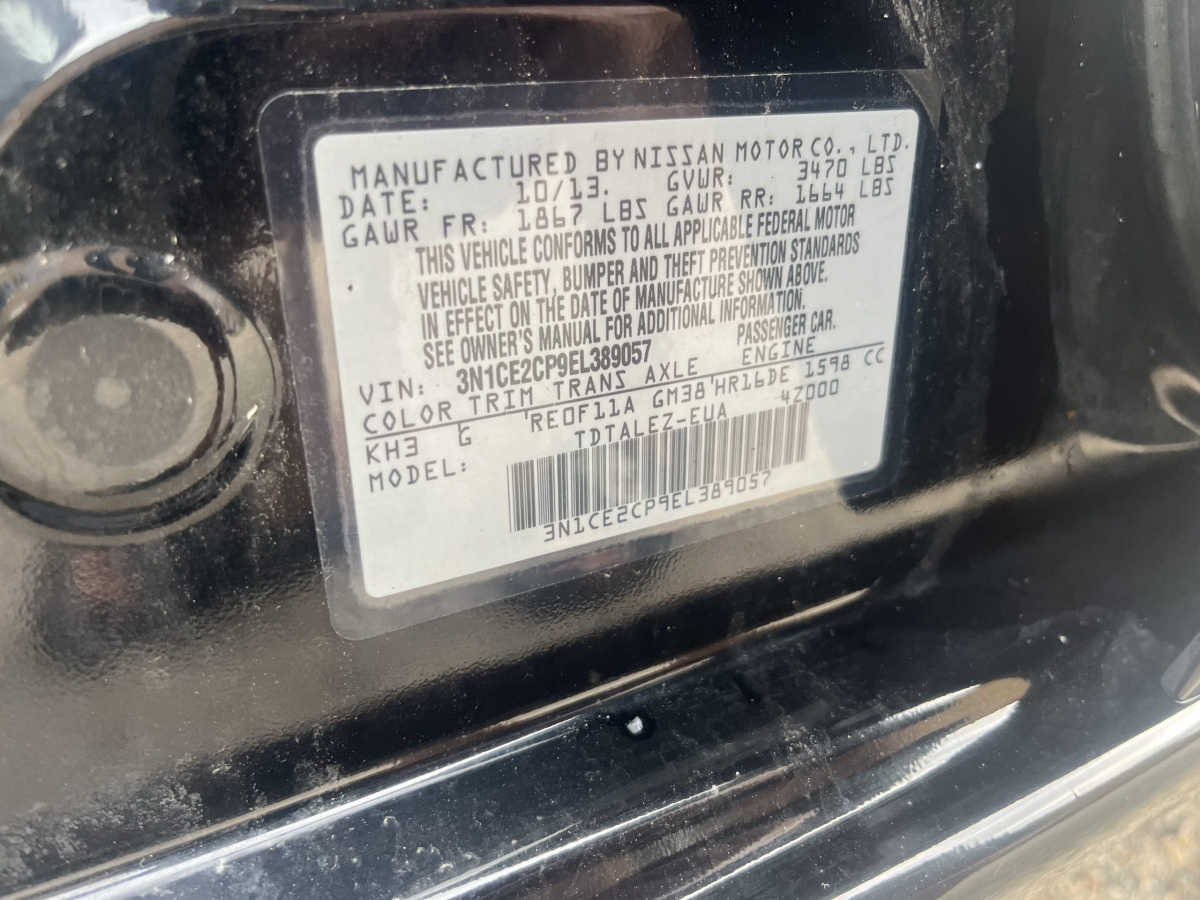 MANUFACTURED BY NISSAN MOTOR CO., LTD.
DATE: 10/13. GVWR: 3470 LBS
GAWR FR: 1867 LBS GAWR RR: 1664 LBS
THIS VEHICLE CONFORMS TO ALL APPLICABLE FEDERAL MOTOR
VEHICLE SAFETY, BUMPER AND THEFT PREVENTION STANDARDS
IN EFFECT ON THE DATE OF MANUFACTURE SHOWN ABOVE.
SEE OWNER'S MANUAL FOR ADDITIONAL INFORMATION.
VIN: 3N1CE2CP9EL389057 PASSENGER CAR.
COLOR TRIM TRANS AXLE ENGINE
KH3 G RE0F11A GM38 HR16DE 1598 CC
MODEL: TDTALEZ-EUA 42000
3N1CE2CP9EL389057